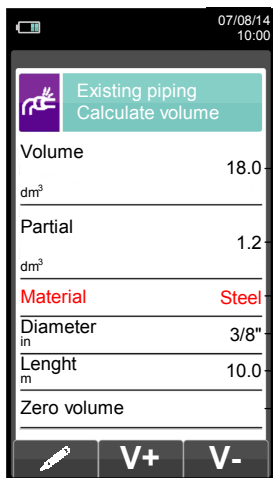 07/08/14
10:00
Existing piping
Calculate volume
Volume 18.0
dm³
Partial 1.2
dm³
Material Steel
Diameter 3/8"
in
Lenght 10.0
m
Zero volume
V+ V-